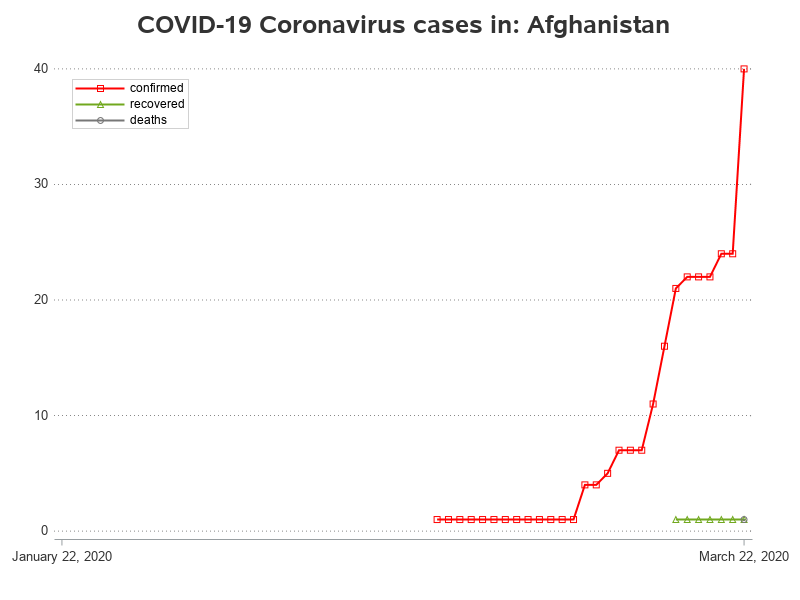 COVID-19 Coronavirus cases in: Afghanistan
40
confirmed
recovered
deaths
30
20
10
0
January 22, 2020
March 22, 2020